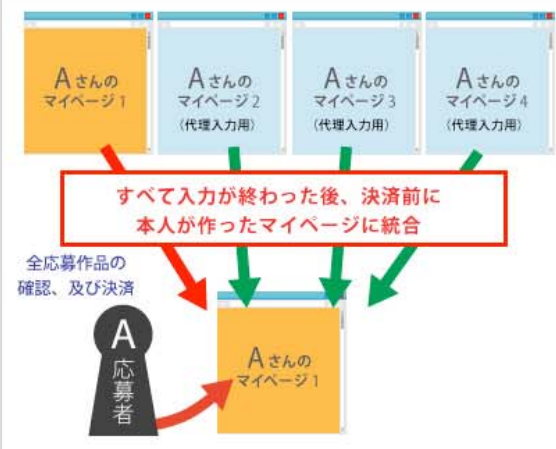 Aさんの
マイページ1
Aさんの
マイページ2
(代理入力用)
Aさんの
マイページ3
(代理入力用)
Aさんの
マイページ4
(代理入力用)
すべて入力が終わった後、決済前に
本人が作ったマイページに統合
全応募作品の
確認、及び決済
A
応募者
Aさんの
マイページ1